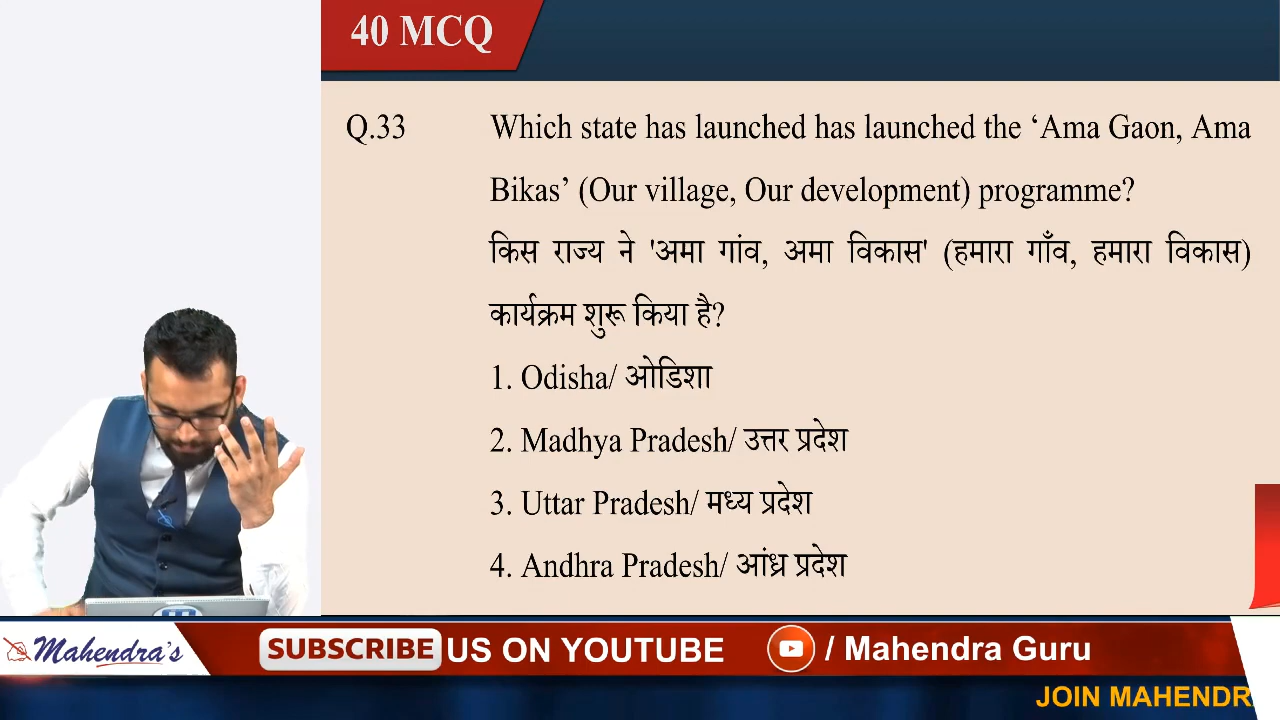 40 MCQ
Q.33 Which state has launched has launched the ‘Ama Gaon, Ama
Bikas’ (Our village, Our development) programme?
किस राज्य ने 'अमा गांव, अमा विकास' (हमारा गाँव, हमारा विकास)
कार्यक्रम शुरू किया है?
1. Odisha/ ओडिशा
2. Madhya Pradesh/ उत्तर प्रदेश
3. Uttar Pradesh/ मध्य प्रदेश
4. Andhra Pradesh/ आंध्र प्रदेश
Mahendra's SUBSCRIBE US ON YOUTUBE / Mahendra Guru
JOIN MAHENDR